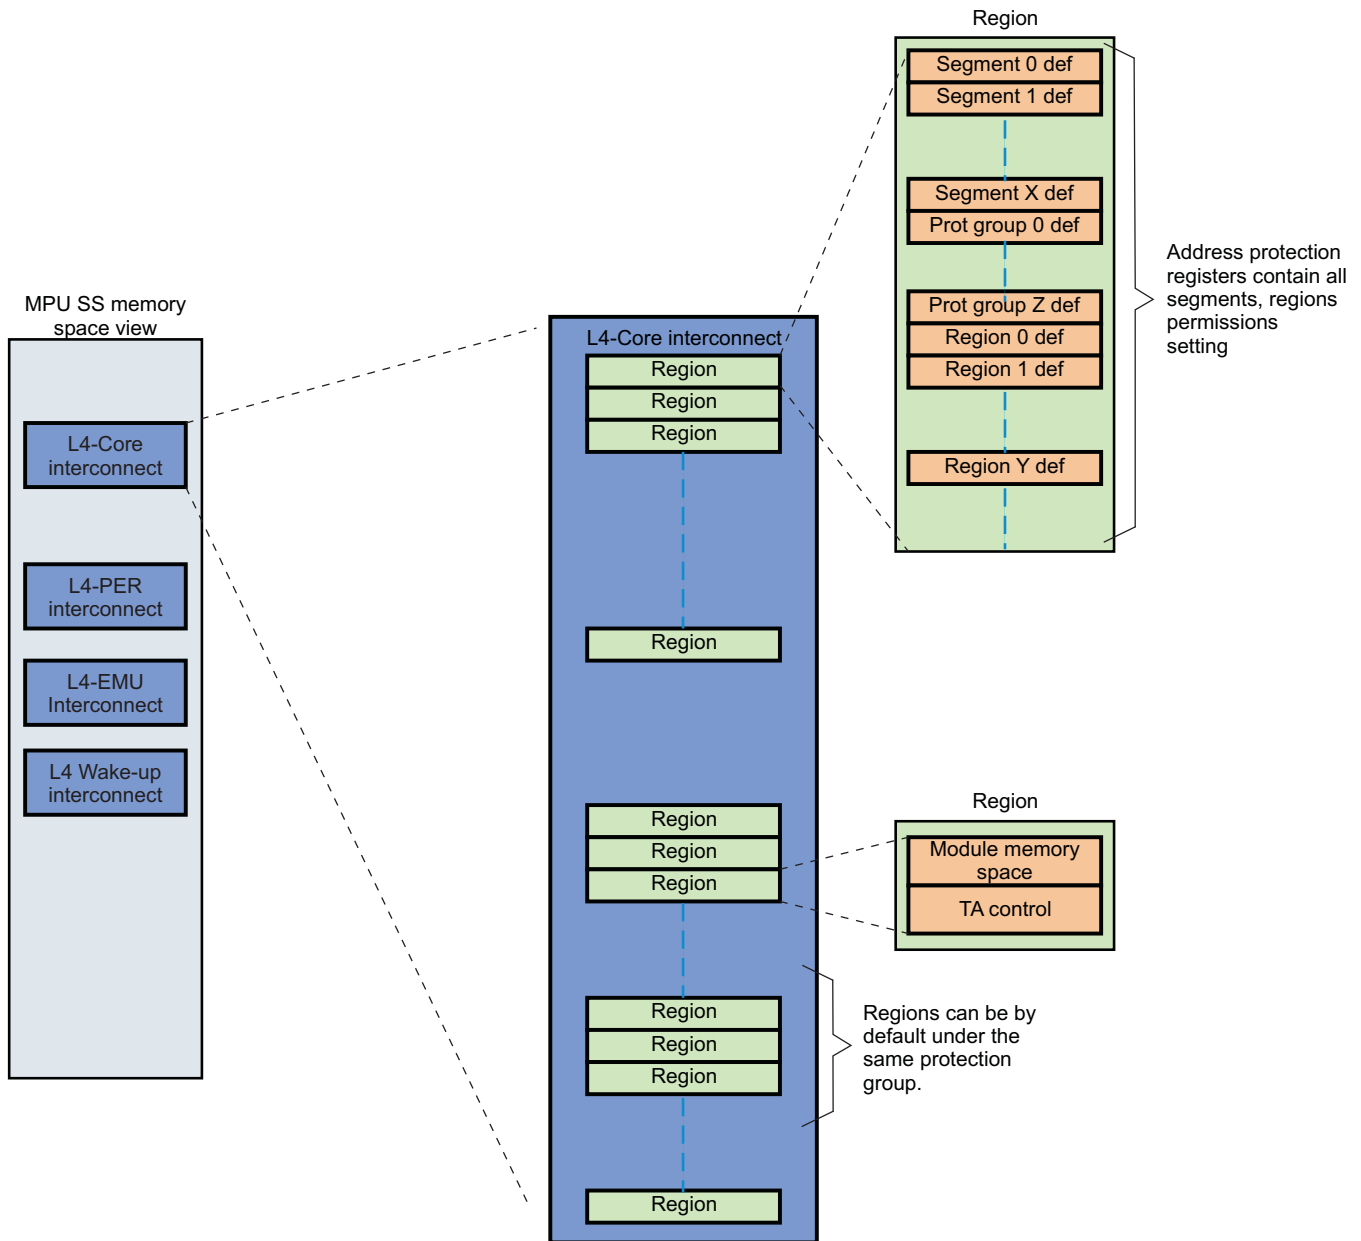 MPU SS memory
space view
L4-Core
interconnect
L4-PER
interconnect
L4-EMU
Interconnect
L4 Wake-up
interconnect
L4-Core interconnect
Region
Region
Region
Region
Region
Region
Region
Region
Region
Region
Region
Region
Segment 0 def
Segment 1 def
Segment X def
Prot group 0 def
Prot group Z def
Region 0 def
Region 1 def
Region Y def
Address protection
registers contain all
segments, regions
permissions
setting
Region
Module memory
space
TA control
Regions can be by
default under the
same protection
group.